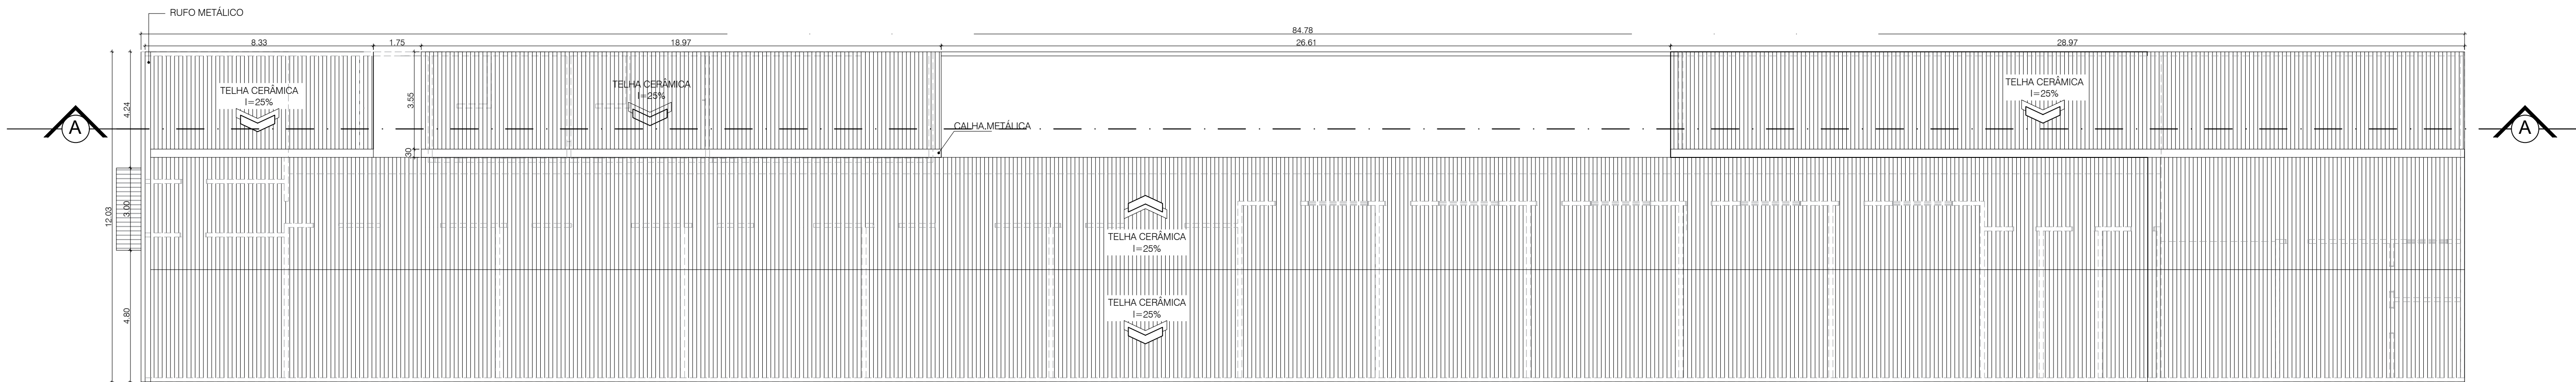 RUFO METÁLICO
84.78
8.33
1.75
18.97
26.61
28.97
TELHA CERÂMICA
I=25%
TELHA CERÂMICA
I=25%
TELHA CERÂMICA
I=25%
4.24
3.55
CALHA METÁLICA
A
A
30
12.03
3.00
TELHA CERÂMICA
I=25%
TELHA CERÂMICA
I=25%
4.80